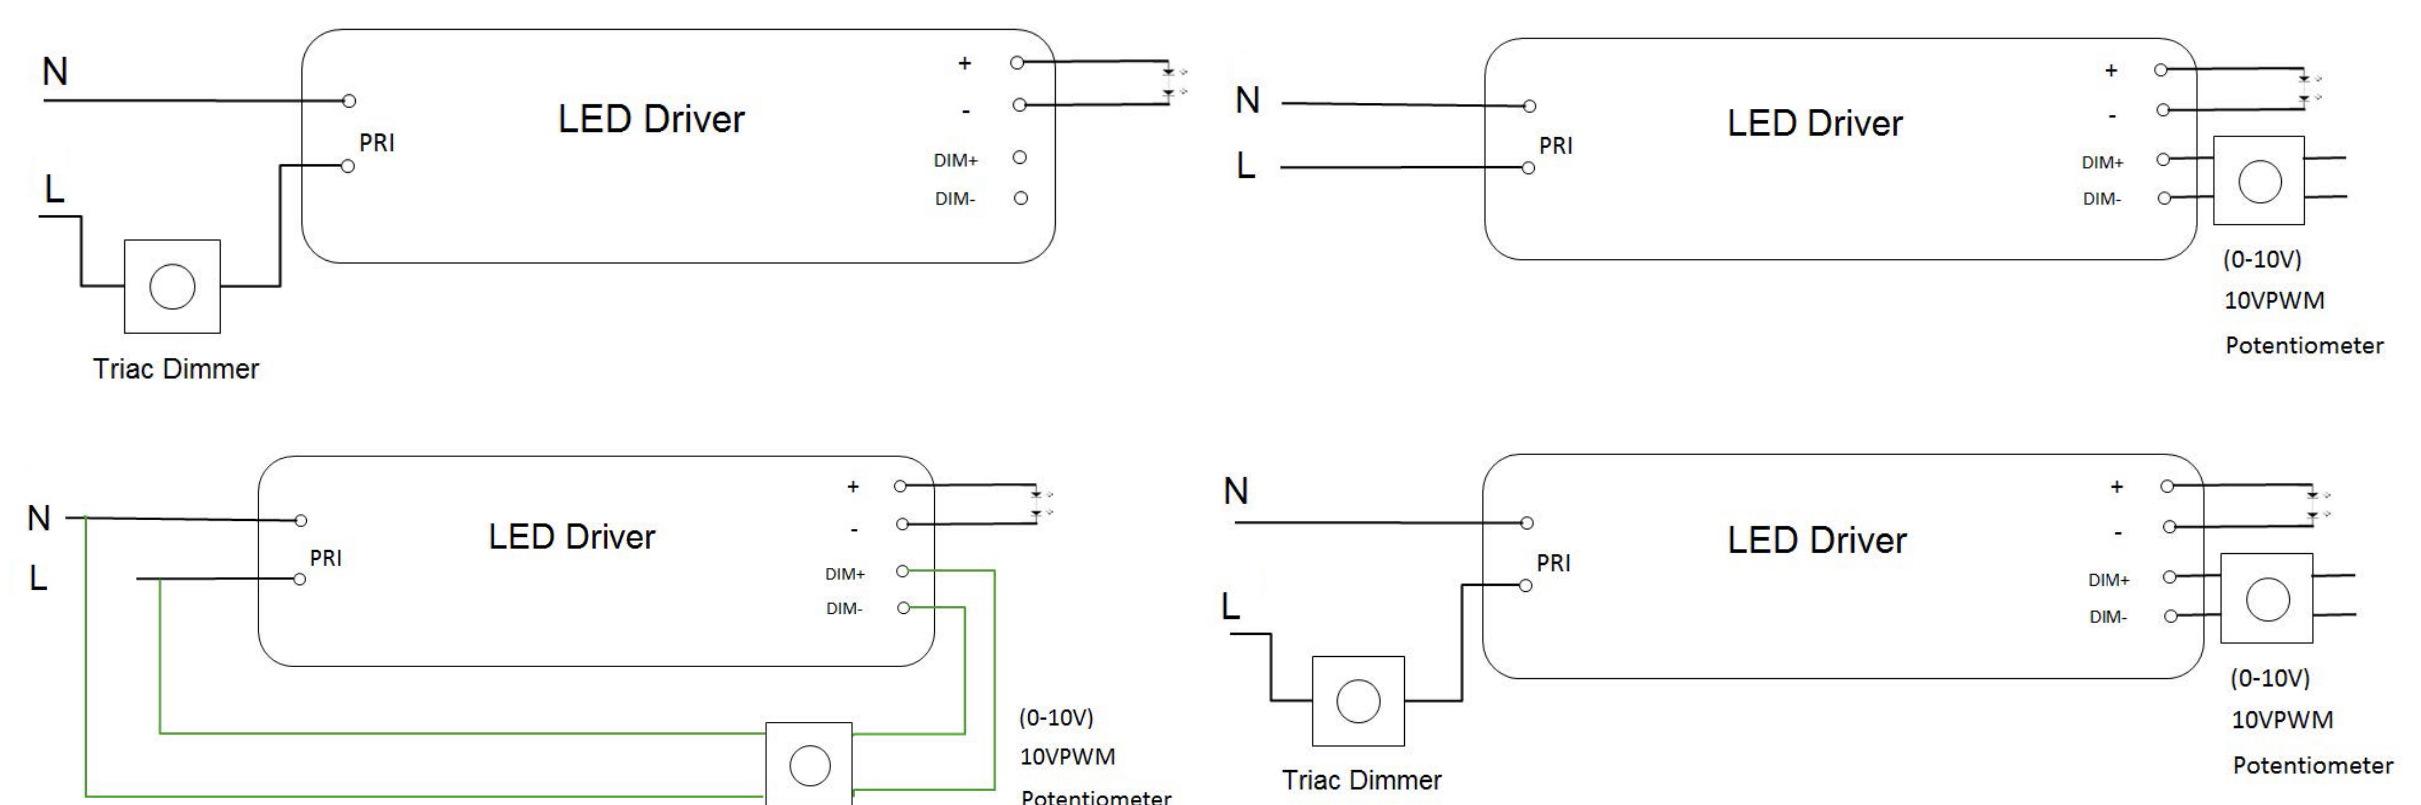 N
LED Driver
+
-
PRI
DIM+
DIM-
L
Triac Dimmer
N
LED Driver
+
-
PRI
L
DIM+
DIM-
(0-10V)
10VPWM
Potentiometer
N
LED Driver
+
-
PRI
L
DIM+
DIM-
(0-10V)
10VPWM
Potentiometer
N
LED Driver
+
-
PRI
DIM+
DIM-
L
(0-10V)
10VPWM
Potentiometer
Triac Dimmer